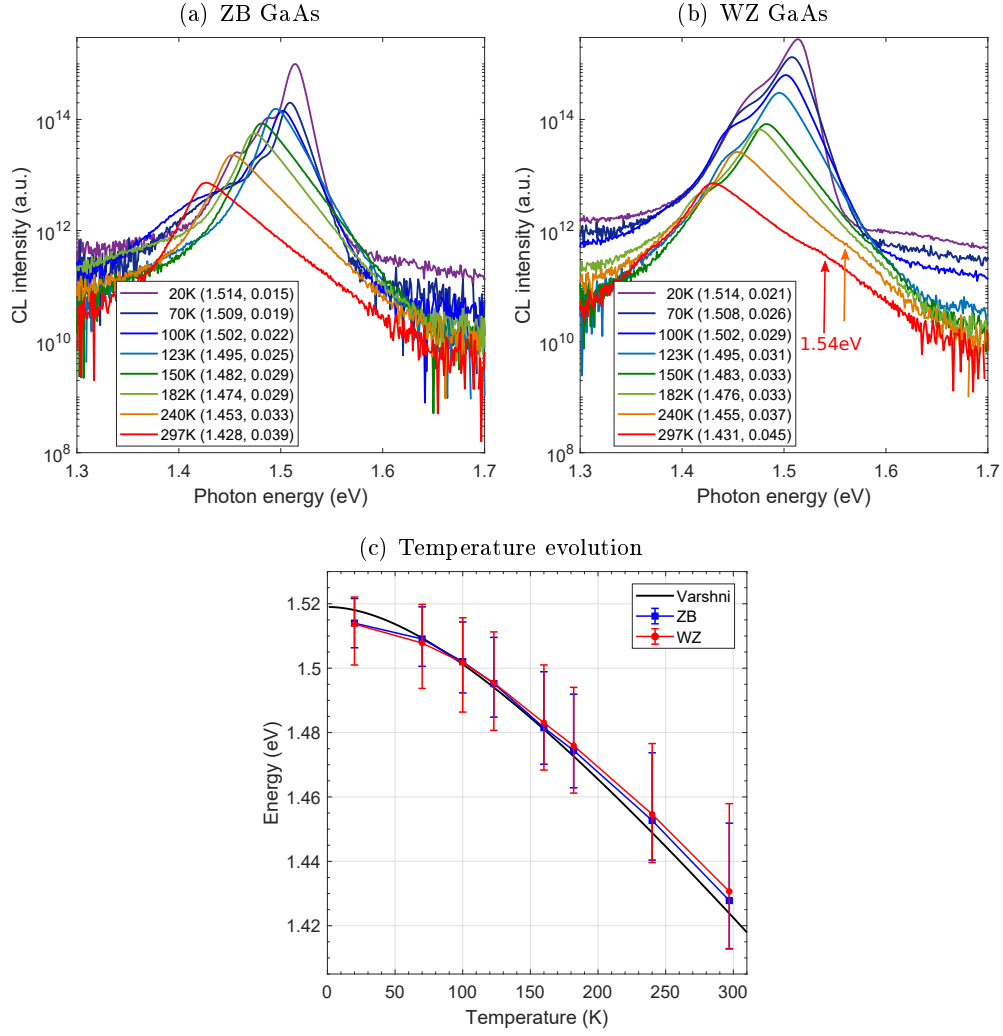 (a) ZB GaAs
10^14
10^12
10^10
10^8
CL intensity (a.u.)
20K (1.514, 0.015)
70K (1.509, 0.019)
100K (1.502, 0.022)
123K (1.495, 0.025)
150K (1.482, 0.029)
182K (1.474, 0.029)
240K (1.453, 0.033)
297K (1.428, 0.039)
1.3 1.4 1.5 1.6 1.7
Photon energy (eV)
(b) WZ GaAs
10^14
10^12
10^10
10^8
CL intensity (a.u.)
1.54eV
20K (1.514, 0.021)
70K (1.508, 0.026)
100K (1.502, 0.029)
123K (1.495, 0.031)
150K (1.483, 0.033)
182K (1.476, 0.033)
240K (1.455, 0.037)
297K (1.431, 0.045)
1.3 1.4 1.5 1.6 1.7
Photon energy (eV)
(c) Temperature evolution
Varshni
ZB
WZ
1.52
1.5
1.48
1.46
1.44
1.42
Energy (eV)
0 50 100 150 200 250 300
Temperature (K)